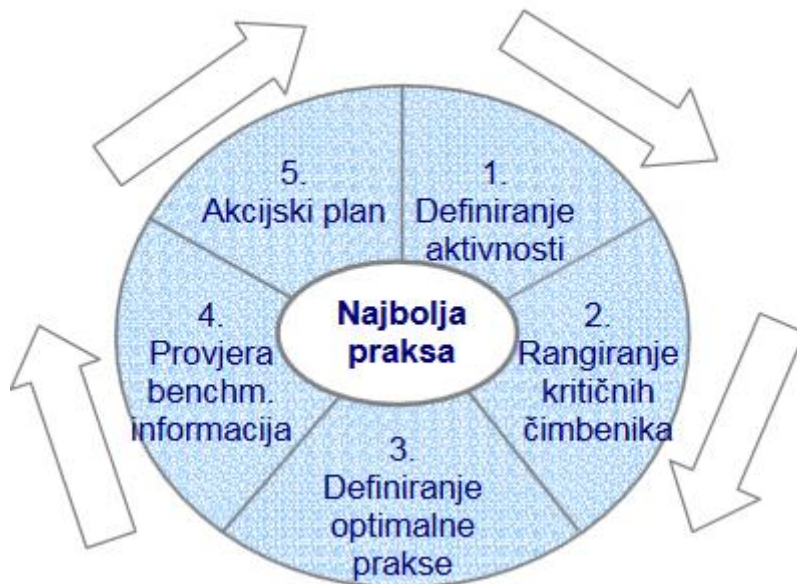 1.
Definiranje
aktivnosti
2.
Rangiranje
kritičnih
čimbenika
3.
Definiranje
optimalne
prakse
4.
Provjera
benchm.
informacija
5.
Akcijski plan
Najbolja
praksa